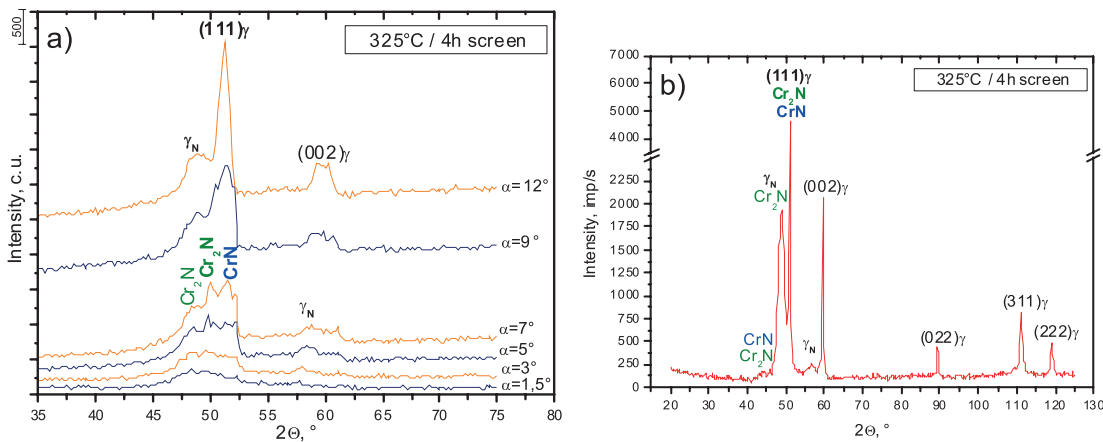 500
a)
(111)γ
325°C / 4h screen
γN
(002)γ
α= 12°
α=9 °
Cr2N
Cr2N
CrN
γN
α=7°
α=5°
α=3°
α=1,5°
Intensity, c.u.
35 40 45 50 55 60 65 70 75 80
2Θ, °
b)
(111)γ
Cr2N
CrN
325°C / 4h screen
7000
6000
5000
4000
2250
2000
1750
1500
1250
1000
750
500
250
0
Intensity, imp/s
γN
Cr2N
(002)γ
CrN
Cr2N
γN
(022)γ
(311)γ
(222)γ
20 30 40 50 60 70 80 90 100 110 120 130
2Θ, °